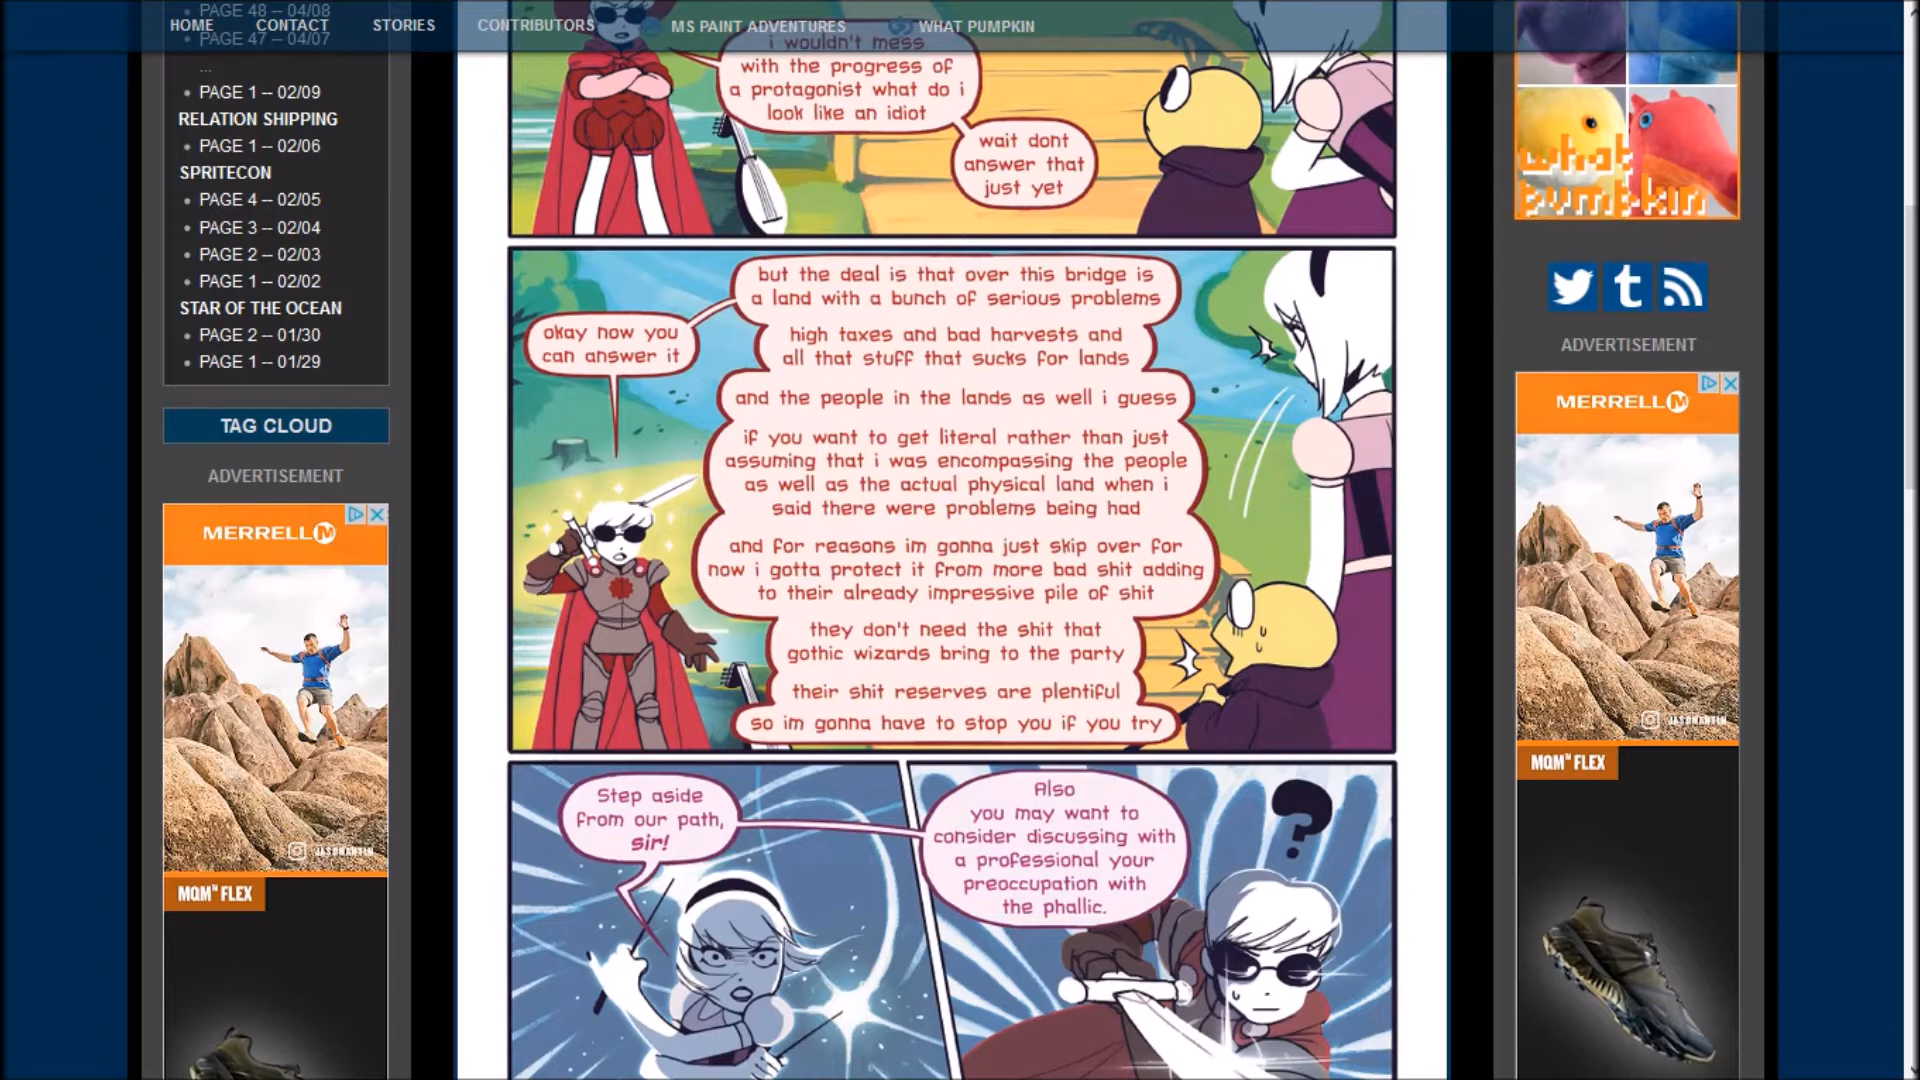 PAGE 48 -- 04/08
HOME
CONTACT
STORIES
CONTRIBUTORS
MS PAINT ADVENTURES
WHAT PUMPKIN
PAGE 47 -- 04/07
...
PAGE 1 -- 02/09
RELATION SHIPPING
PAGE 1 -- 02/06
SPRITECON
PAGE 4 -- 02/05
PAGE 3 -- 02/04
PAGE 2 -- 02/03
PAGE 1 -- 02/02
STAR OF THE OCEAN
PAGE 2 -- 01/30
PAGE 1 -- 01/29
TAG CLOUD
ADVERTISEMENT
MERRELL
JASONANTIN
MQM™ FLEX
i wouldn't mess
with the progress of
a protagonist what do i
look like an idiot
wait dont
answer that
just yet
okay now you
can answer it
but the deal is that over this bridge is
a land with a bunch of serious problems
high taxes and bad harvests and
all that stuff that sucks for lands
and the people in the lands as well i guess
if you want to get literal rather than just
assuming that i was encompassing the people
as well as the actual physical land when i
said there were problems being had
and for reasons im gonna just skip over for
now i gotta protect it from more bad shit adding
to their already impressive pile of shit
they don't need the shit that
gothic wizards bring to the party
their shit reserves are plentiful
so im gonna have to stop you if you try
Step aside
from our path,
sir!
Also
you may want to
consider discussing with
a professional your
preoccupation with
the phallic.
?
what
pumpkin
ADVERTISEMENT
MERRELL
JASONANTIN
MQM™ FLEX